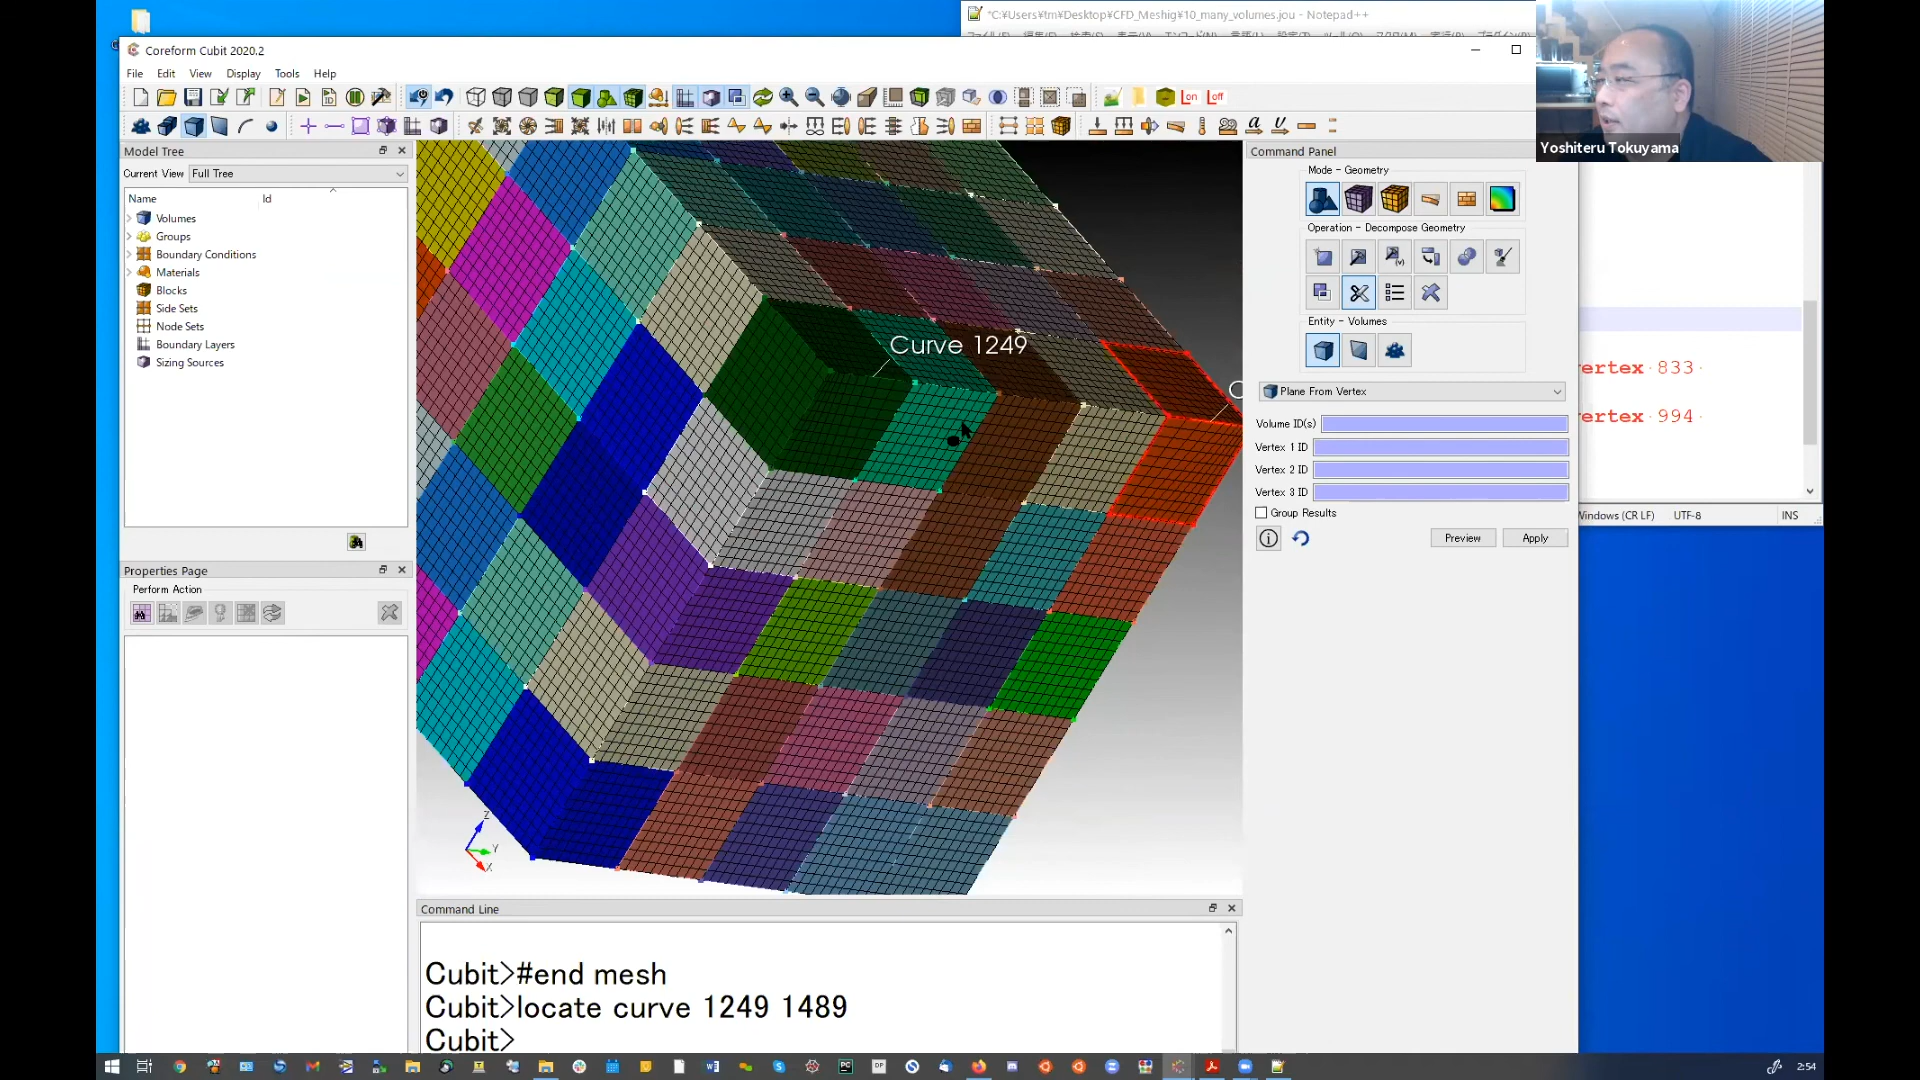 *C:¥Users¥tm¥Desktop¥CFD_Meshig¥10_many_volumes.jou - Notepad++
Coreform Cubit 2020.2
File Edit View Display Tools Help
on off
Yoshiteru Tokuyama
Model Tree
Current View Full Tree
Name Id
Volumes
Groups
Boundary Conditions
Materials
Blocks
Side Sets
Node Sets
Boundary Layers
Sizing Sources
Properties Page
Perform Action
Curve 1249
C
Z
Y
X
Command Line
Cubit>#end mesh
Cubit>locate curve 1249 1489
Cubit>
Command Panel
Mode - Geometry
Operation - Decompose Geometry
Entity - Volumes
Plane From Vertex
Volume ID(s)
Vertex 1 ID
Vertex 2 ID
Vertex 3 ID
Group Results
Preview Apply
ertex 833
ertex 994
Windows (CR LF) UTF-8 INS
2:54